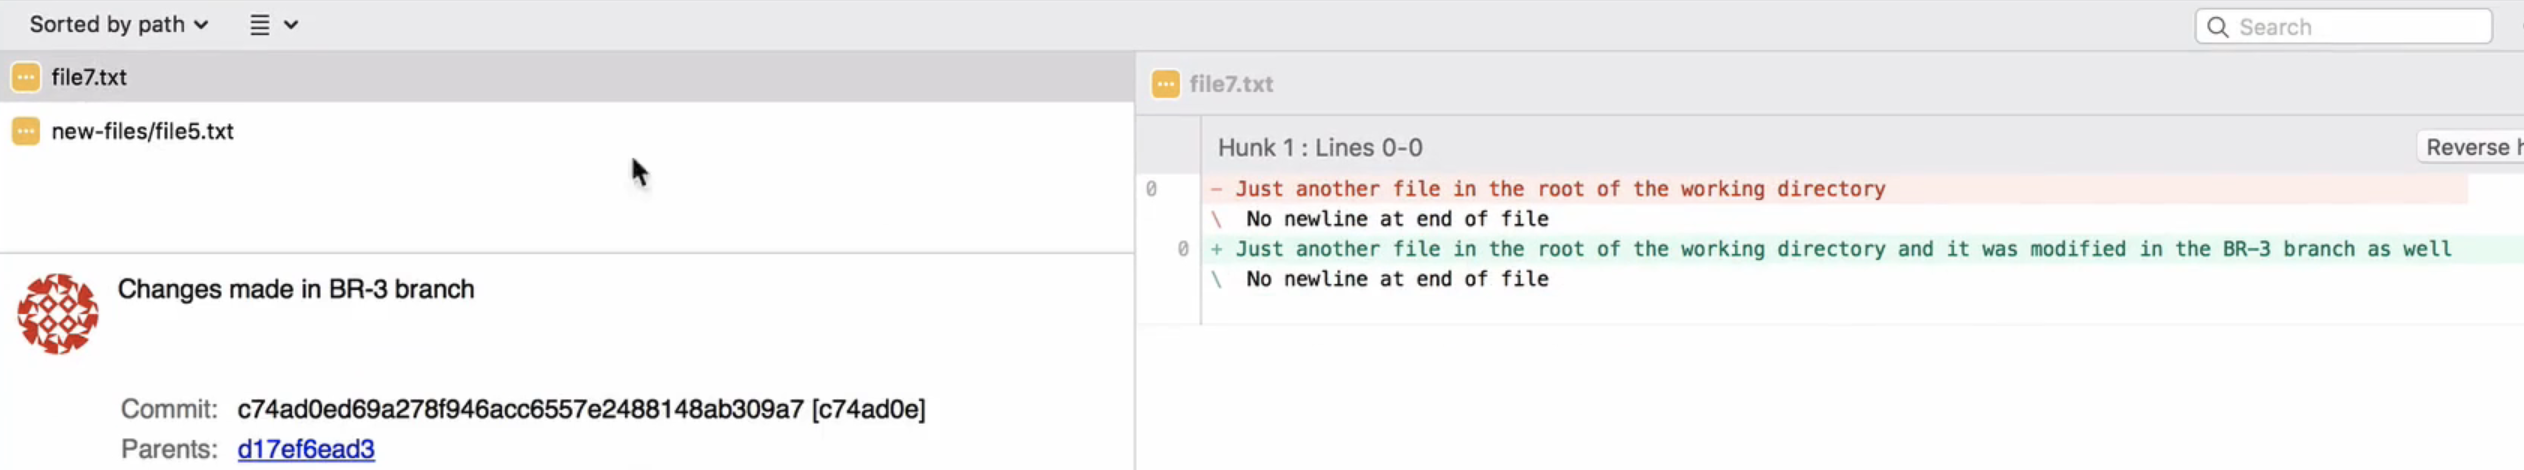 Sorted by path
Search
file7.txt
new-files/file5.txt
file7.txt
Hunk 1 : Lines 0-0
Reverse h
0 - Just another file in the root of the working directory
\ No newline at end of file
0 + Just another file in the root of the working directory and it was modified in the BR-3 branch as well
\ No newline at end of file
Changes made in BR-3 branch
Commit: c74ad0ed69a278f946acc6557e2488148ab309a7 [c74ad0e]
Parents: d17ef6ead3